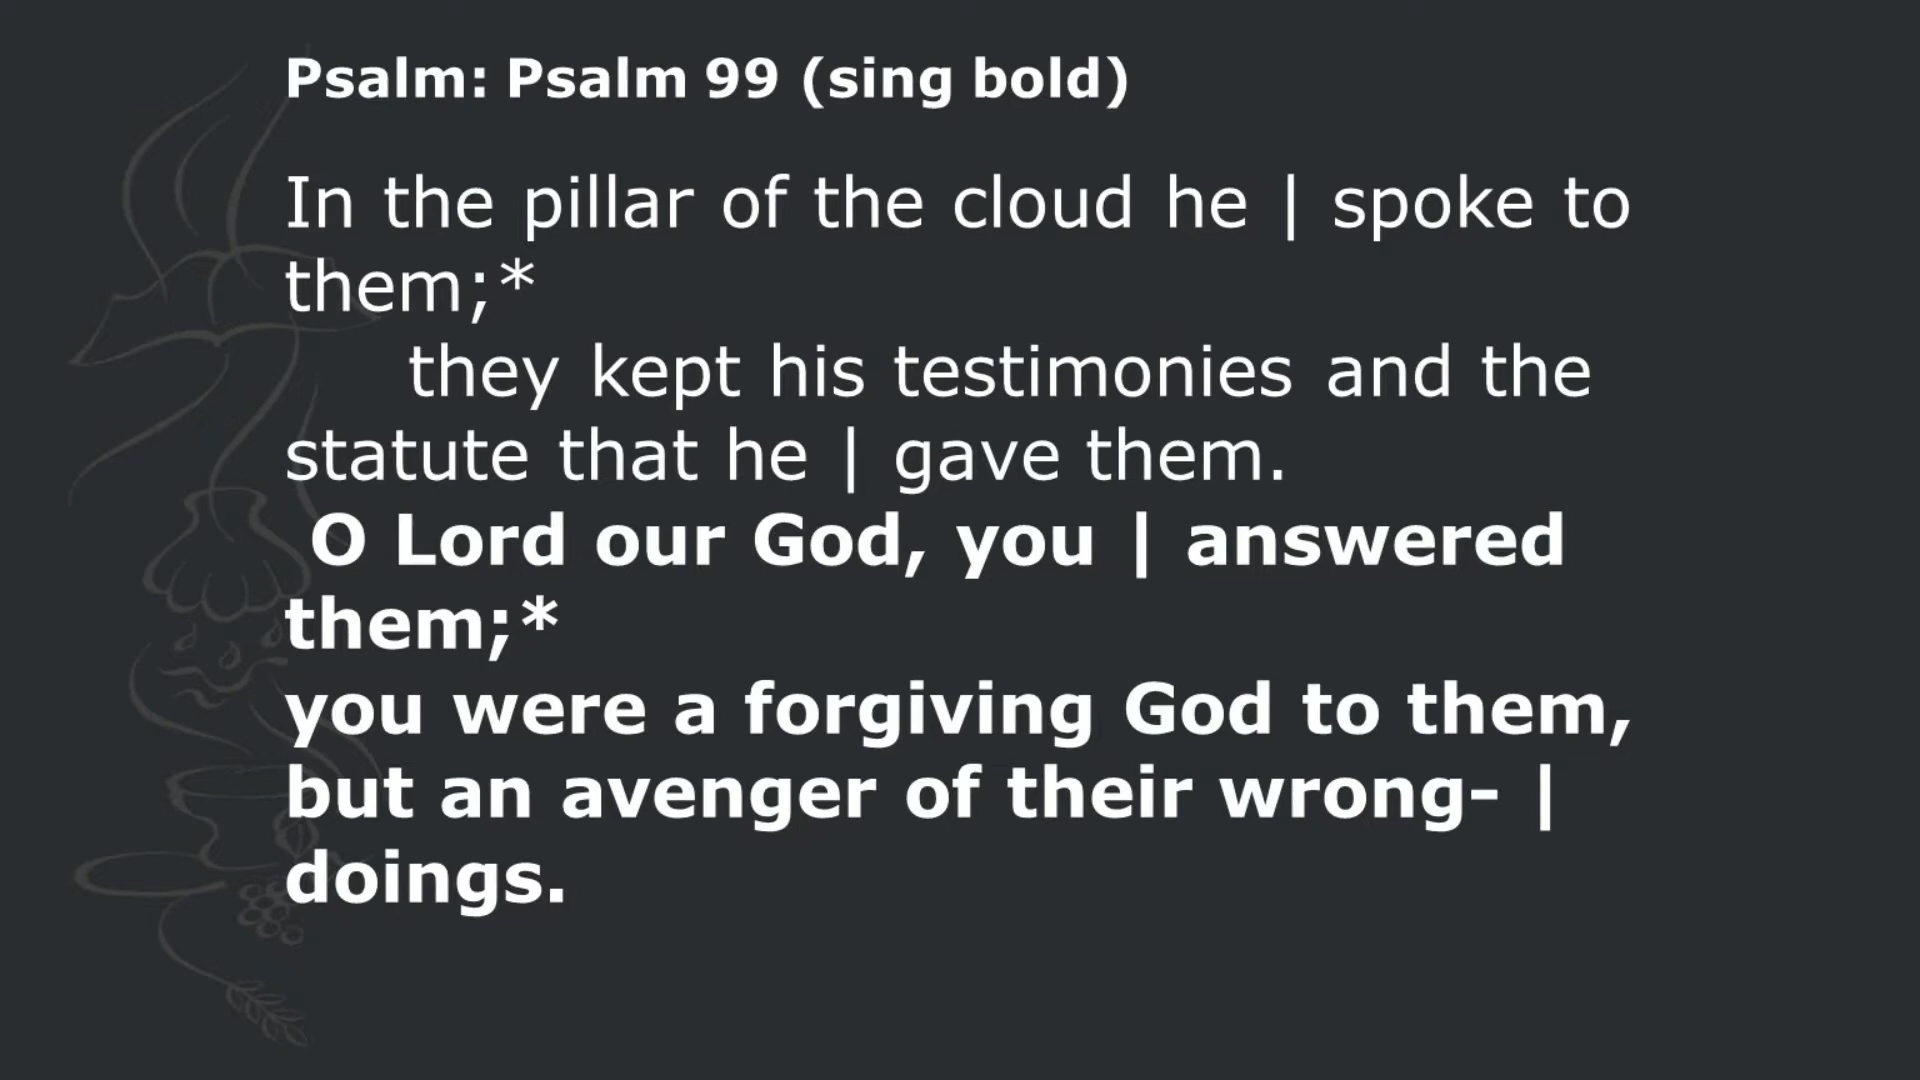 Psalm: Psalm 99 (sing bold)
In the pillar of the cloud he | spoke to
them;*
they kept his testimonies and the
statute that he | gave them.
O Lord our God, you | answered
them;*
you were a forgiving God to them,
but an avenger of their wrong- |
doings.